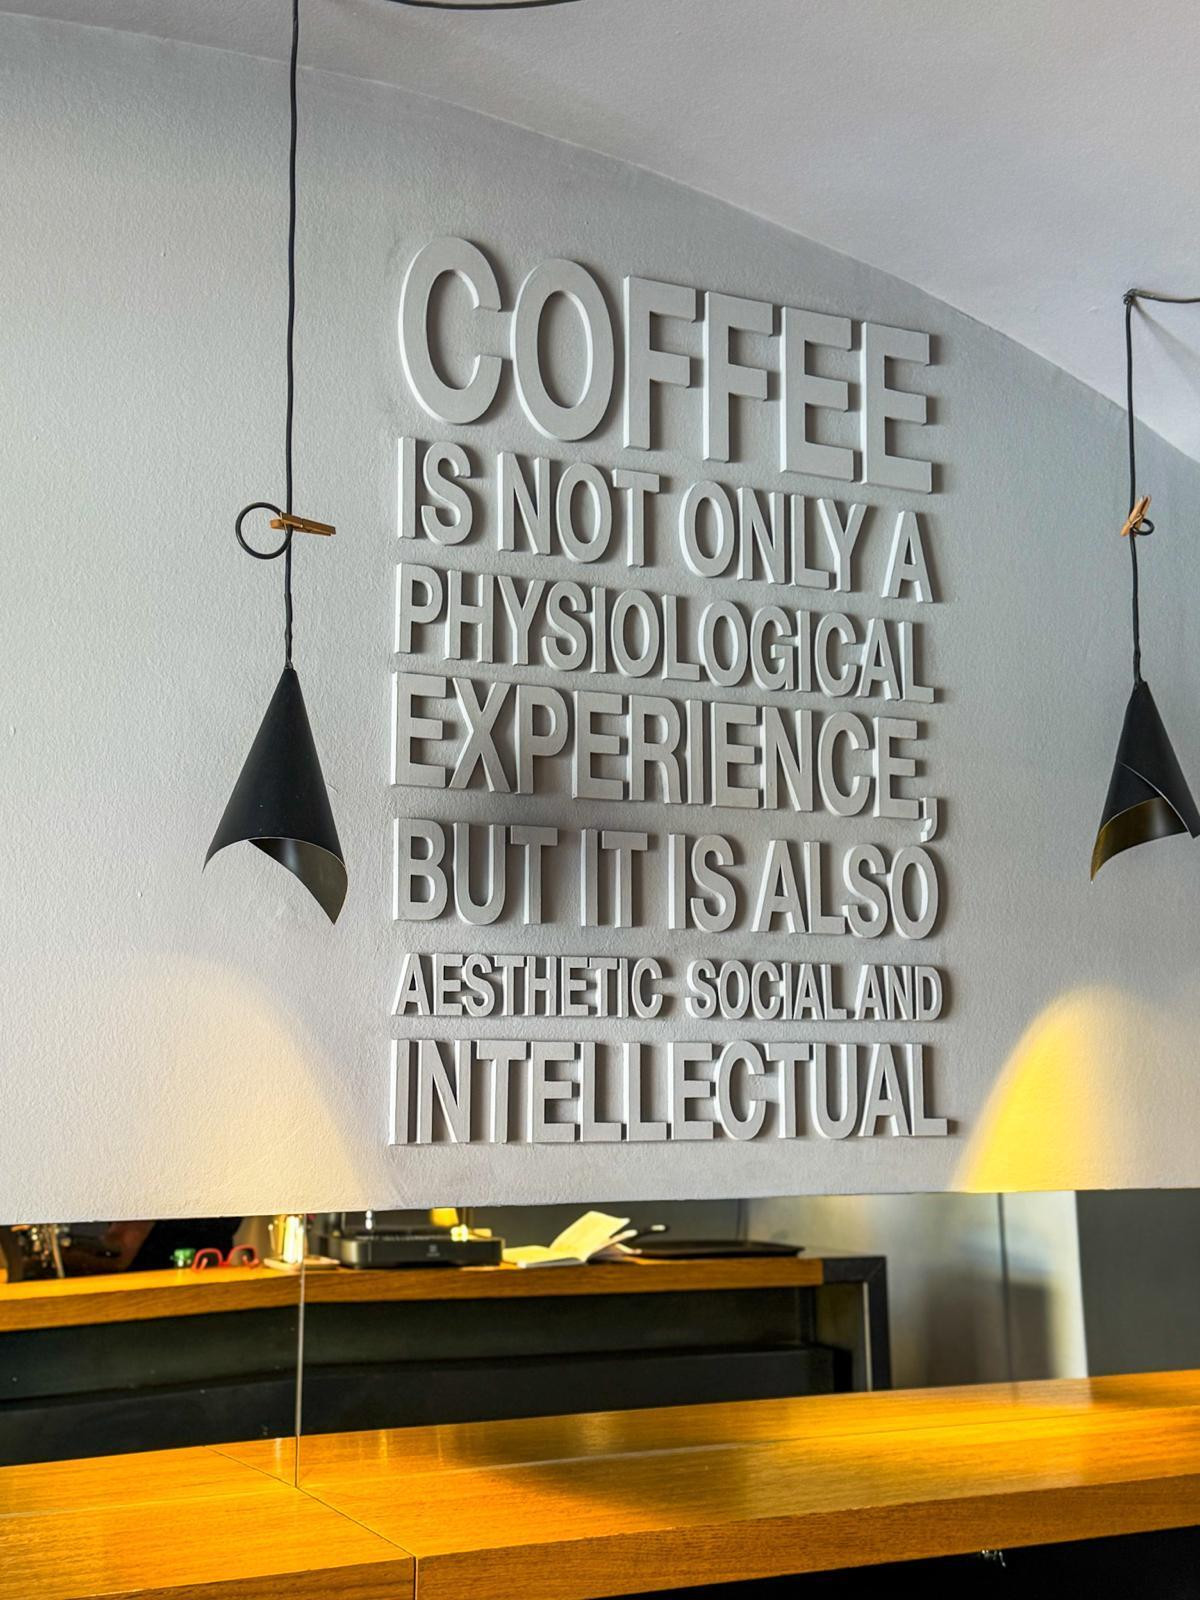 COFFEE
IS NOT ONLY A
PHYSIOLOGICAL
EXPERIENCE,
BUT IT IS ALSO
AESTHETIC SOCIAL AND
INTELLECTUAL